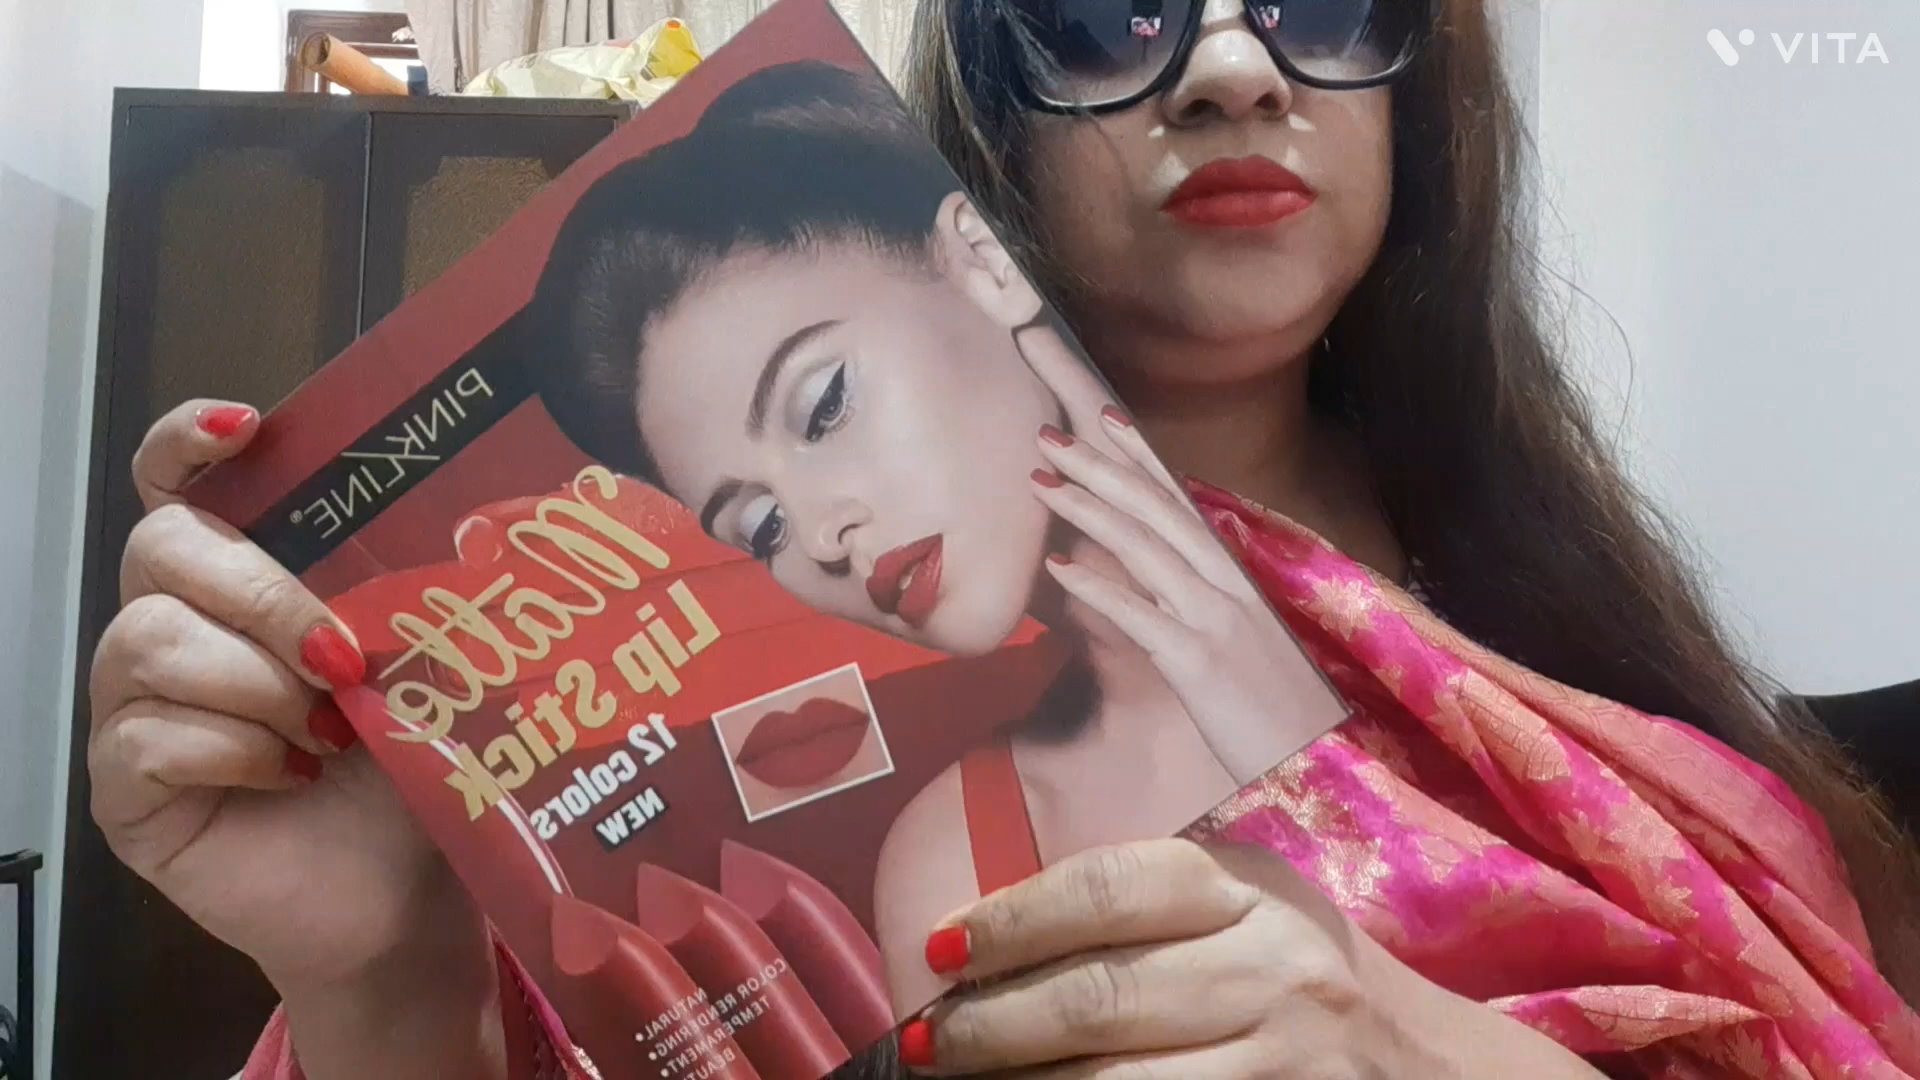 VITA
PINKLINE®
Matte
Lip Stick
12 colors
NEW
•NATURAL
•COLOR RENDERING
•TEMPERAMENT